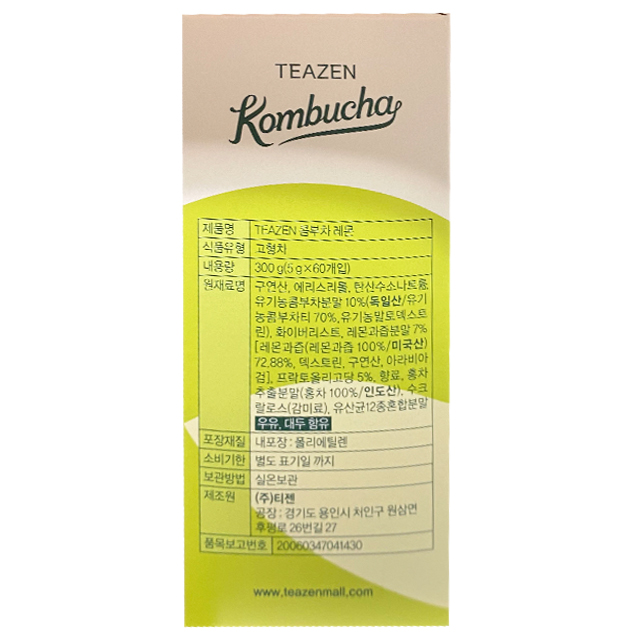 TEAZEN
Kombucha
제품명 TEAZEN 콤부차 레몬
식품유형 고형차
내용량 300 g(5 g×60개입)
원재료명 구연산, 에리스리톨, 탄산수소나트륨,
유기농콤부차분말 10%(독일산/유기
농콤부차티 70%, 유기농말토덱스트
린), 화이버리스트, 레몬과즙분말 7%
[레몬과즙(레몬과즙 100%/미국산)
72.88%, 덱스트린, 구연산, 아라비아
검], 프락토올리고당 5%, 향료, 홍차
추출분말(홍차 100%/인도산), 수크
랄로스(감미료), 유산균12종혼합분말
우유, 대두 함유
포장재질 내포장 : 폴리에틸렌
소비기한 별도 표기일 까지
보관방법 실온보관
제조원 (주)티젠
공장 : 경기도 용인시 처인구 원삼면
후평로 26번길 27
품목보고번호 20060347041430
www.teazenmall.com